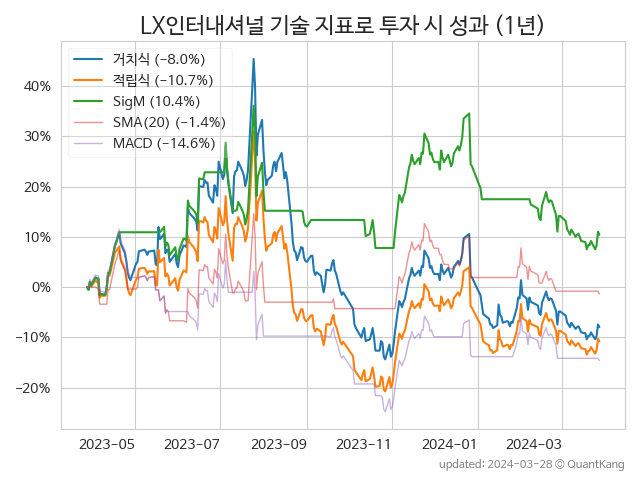 LX인터내셔널 기술 지표로 투자 시 성과 (1년)
거치식 (−8.0%)
적립식 (−10.7%)
SigM (10.4%)
SMA(20) (−1.4%)
MACD (−14.6%)
40%
30%
20%
10%
0%
−10%
−20%
2023-05 2023-07 2023-09 2023-11 2024-01 2024-03
updated: 2024-03-28 © QuantKang